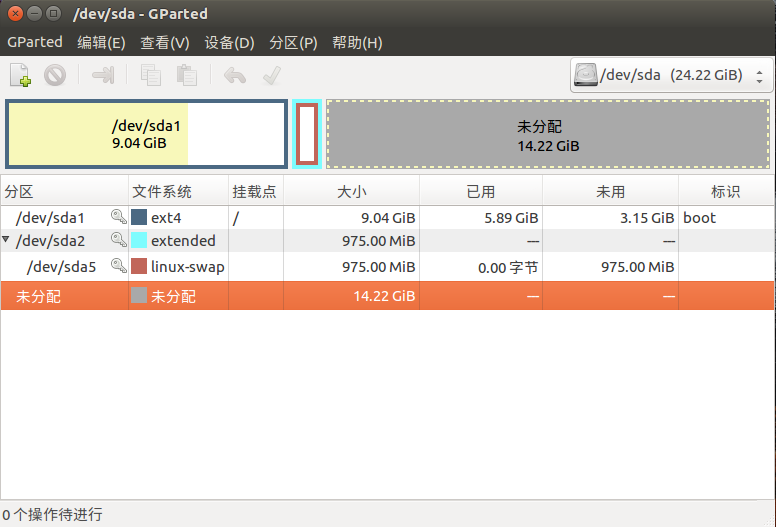 /dev/sda - GParted
GParted 编辑(E) 查看(V) 设备(D) 分区(P) 帮助(H)
/dev/sda (24.22 GiB)
/dev/sda1
9.04 GiB
未分配
14.22 GiB
分区 文件系统 挂载点 大小 已用 未用 标识
/dev/sda1 ext4 / 9.04 GiB 5.89 GiB 3.15 GiB boot
/dev/sda2 extended 975.00 MiB — —
/dev/sda5 linux-swap 975.00 MiB 0.00 字节 975.00 MiB
未分配 未分配 14.22 GiB — —
0 个操作待进行